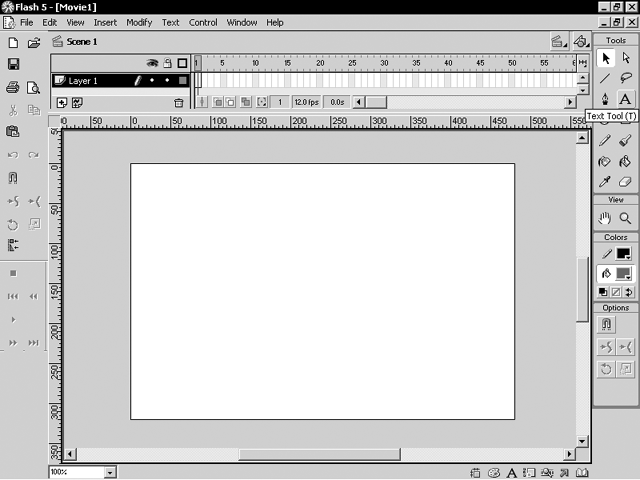 Flash 5 - [Movie1]
File Edit View Insert Modify Text Control Window Help
Scene 1
Tools
1 5 10 15 20 25 30 35 40 45 50 55
Layer 1
1 12.0 fps 0.0s
Text Tool (T)
50 0 50 100 150 200 250 300 350 400 450 500 550
0
50
100
150
200
250
300
350
View
Colors
Options
100%